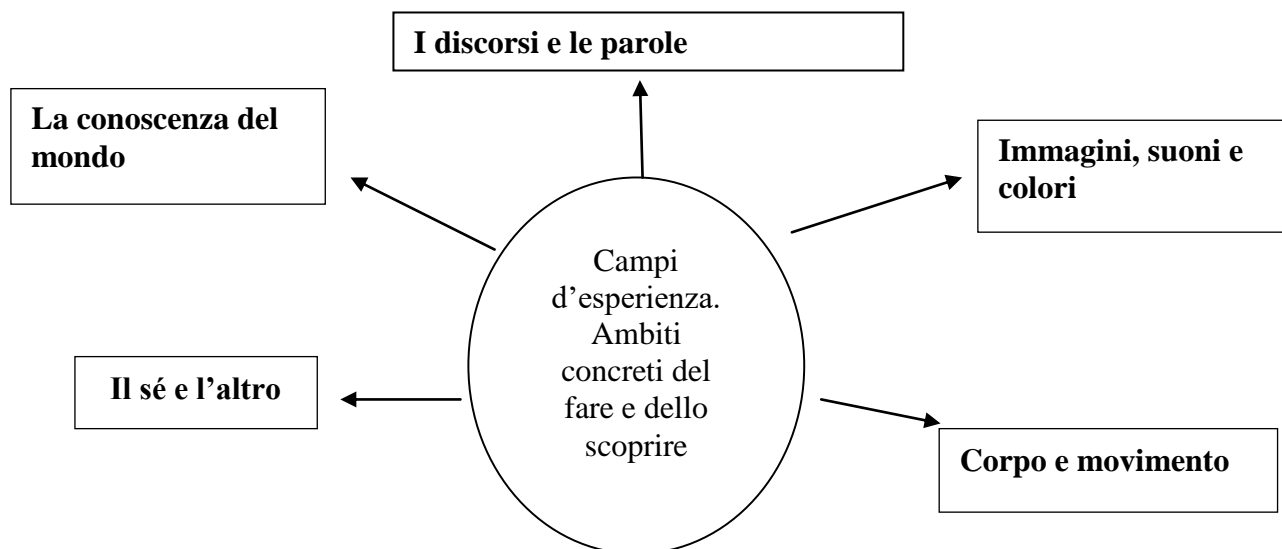 I discorsi e le parole
La conoscenza del
mondo
Immagini, suoni e
colori
Campi
d’esperienza.
Ambiti
concreti del
fare e dello
scoprire
Il sé e l’altro
Corpo e movimento